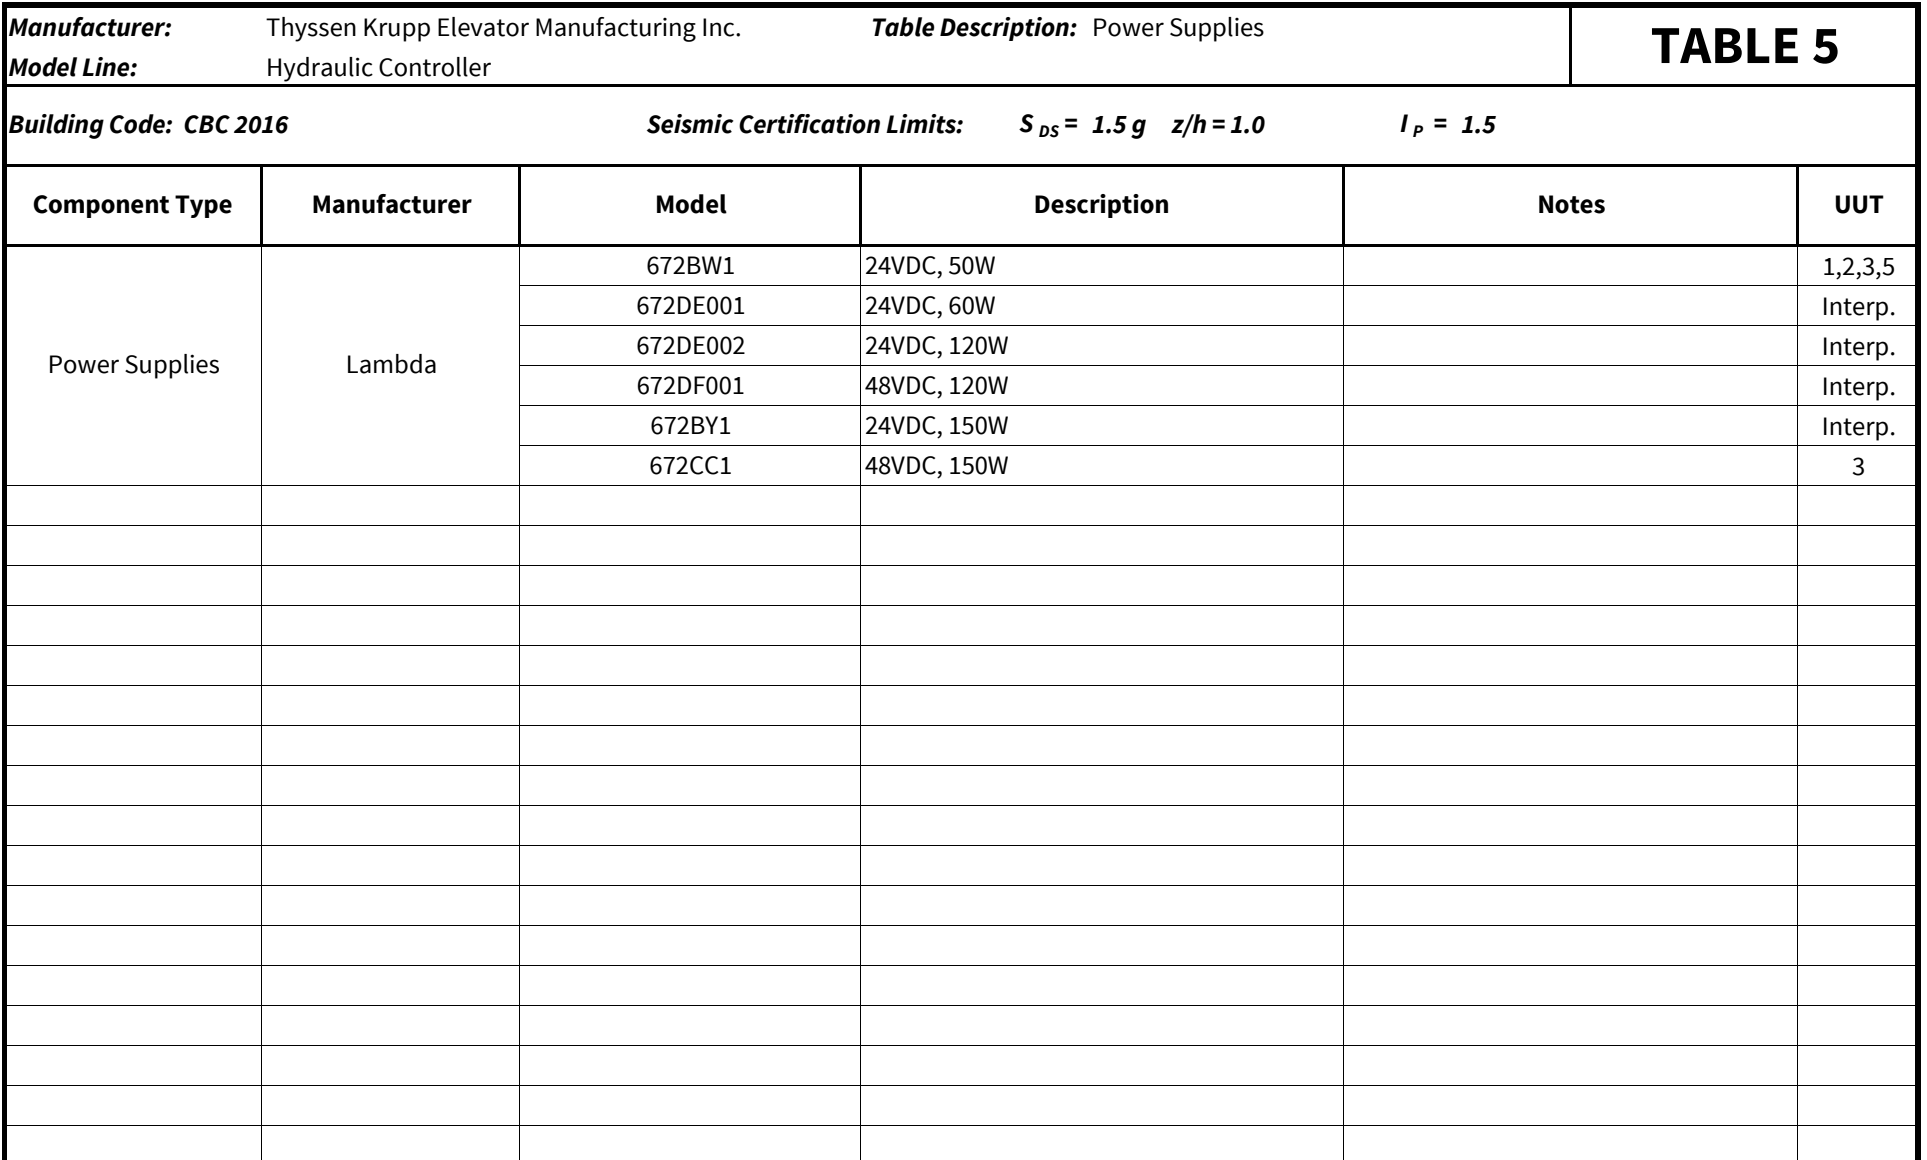 Manufacturer: Thyssen Krupp Elevator Manufacturing Inc. Table Description: Power Supplies
TABLE 5
Model Line: Hydraulic Controller
Building Code: CBC 2016 Seismic Certification Limits: S DS = 1.5 g z/h = 1.0 I P = 1.5
Component Type Manufacturer Model Description Notes UUT
672BW1 24VDC, 50W 1,2,3,5
672DE001 24VDC, 60W Interp.
672DE002 24VDC, 120W Interp.
Power Supplies Lambda
672DF001 48VDC, 120W Interp.
672BY1 24VDC, 150W Interp.
672CC1 48VDC, 150W 3